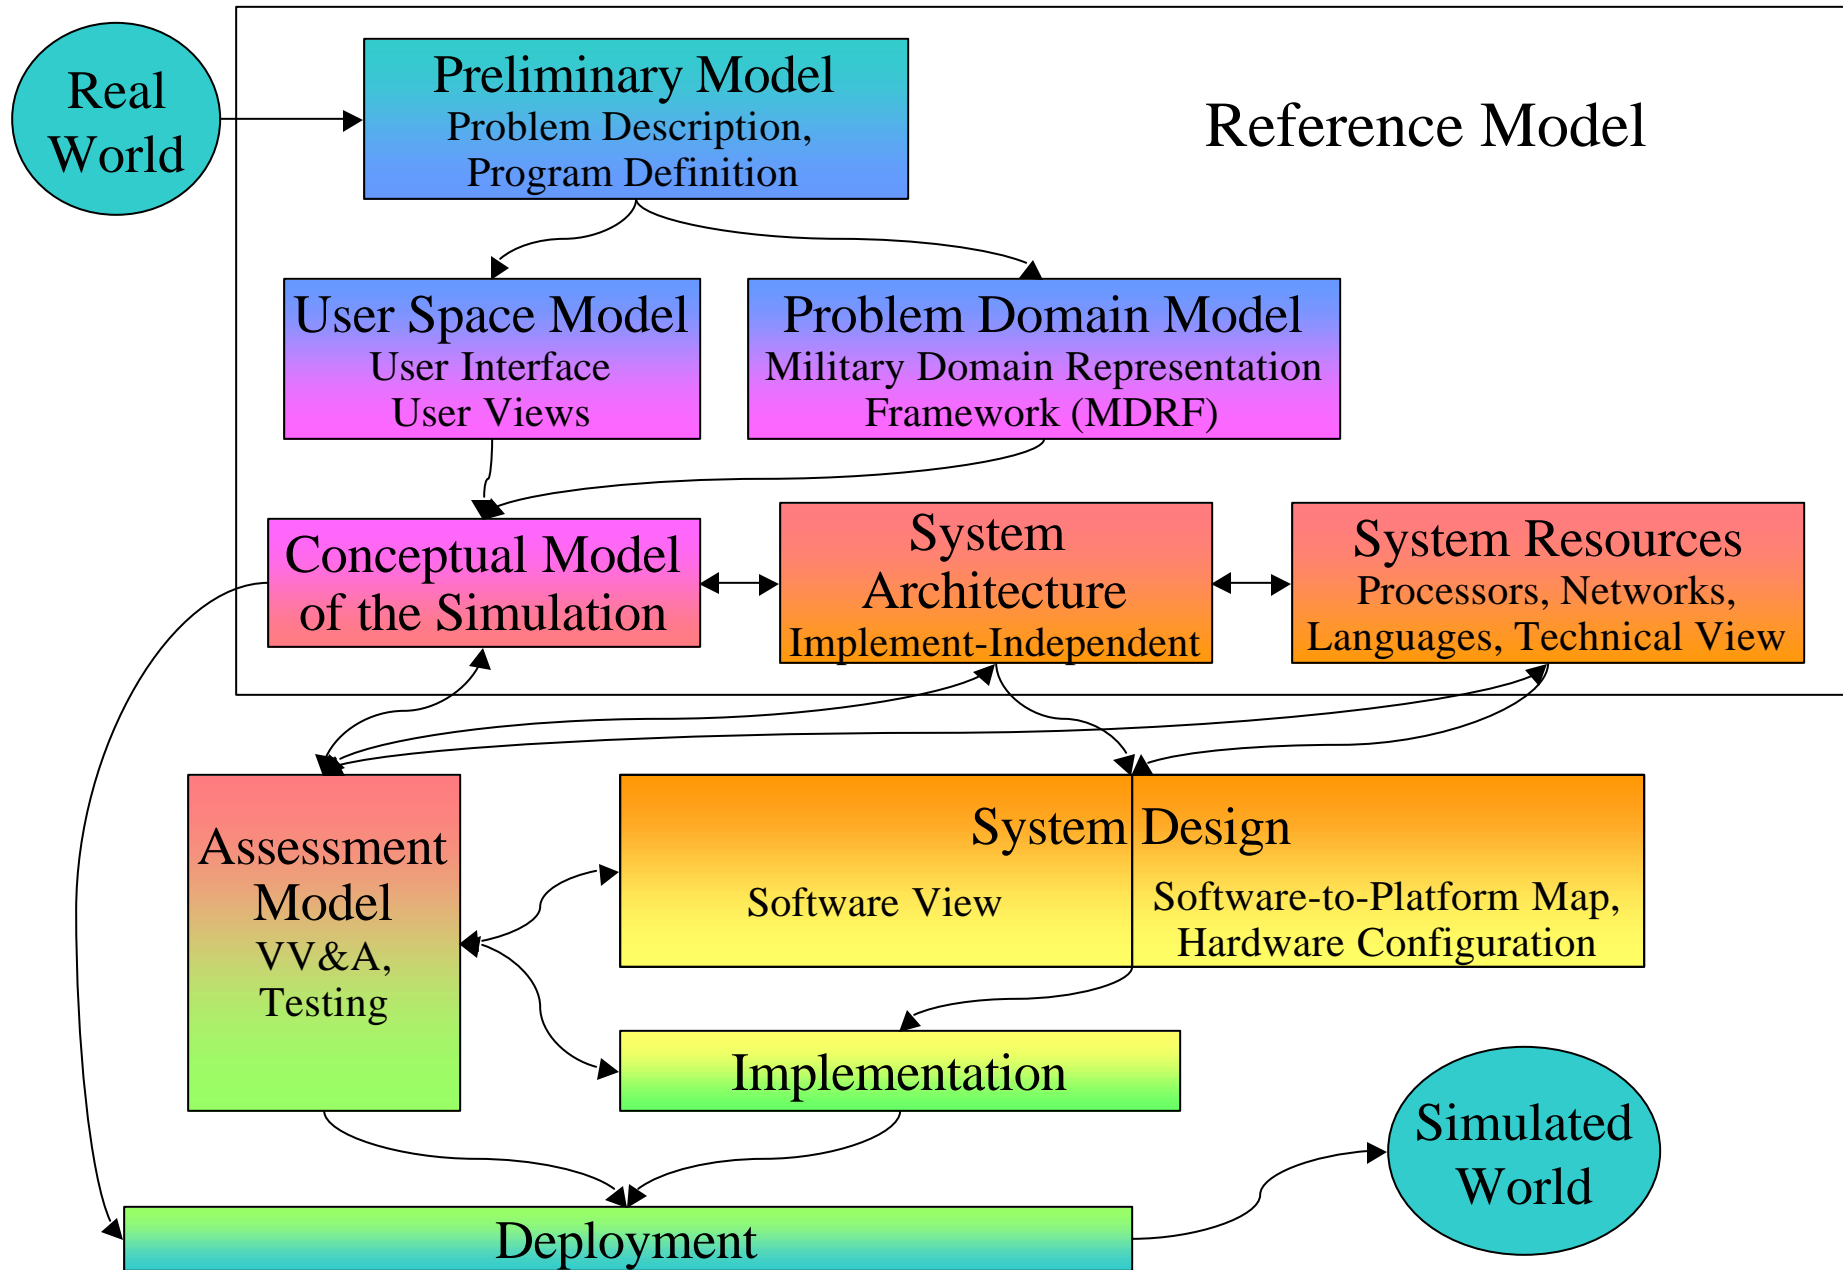 Real
World
Preliminary Model
Problem Description,
Program Definition
Reference Model
User Space Model
User Interface
User Views
Problem Domain Model
Military Domain Representation
Framework (MDRF)
Conceptual Model
of the Simulation
System
Architecture
Implement-Independent
System Resources
Processors, Networks,
Languages, Technical View
Assessment
Model
VV&A,
Testing
System Design
Software View
Software-to-Platform Map,
Hardware Configuration
Implementation
Simulated
World
Deployment